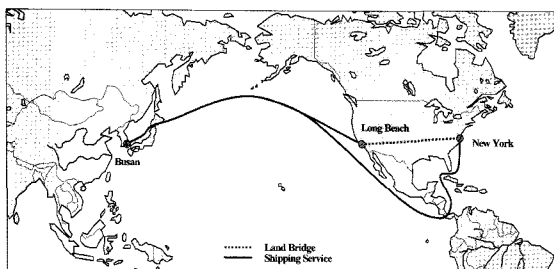 Long Beach
New York
Busan
Land Bridge
Shipping Service